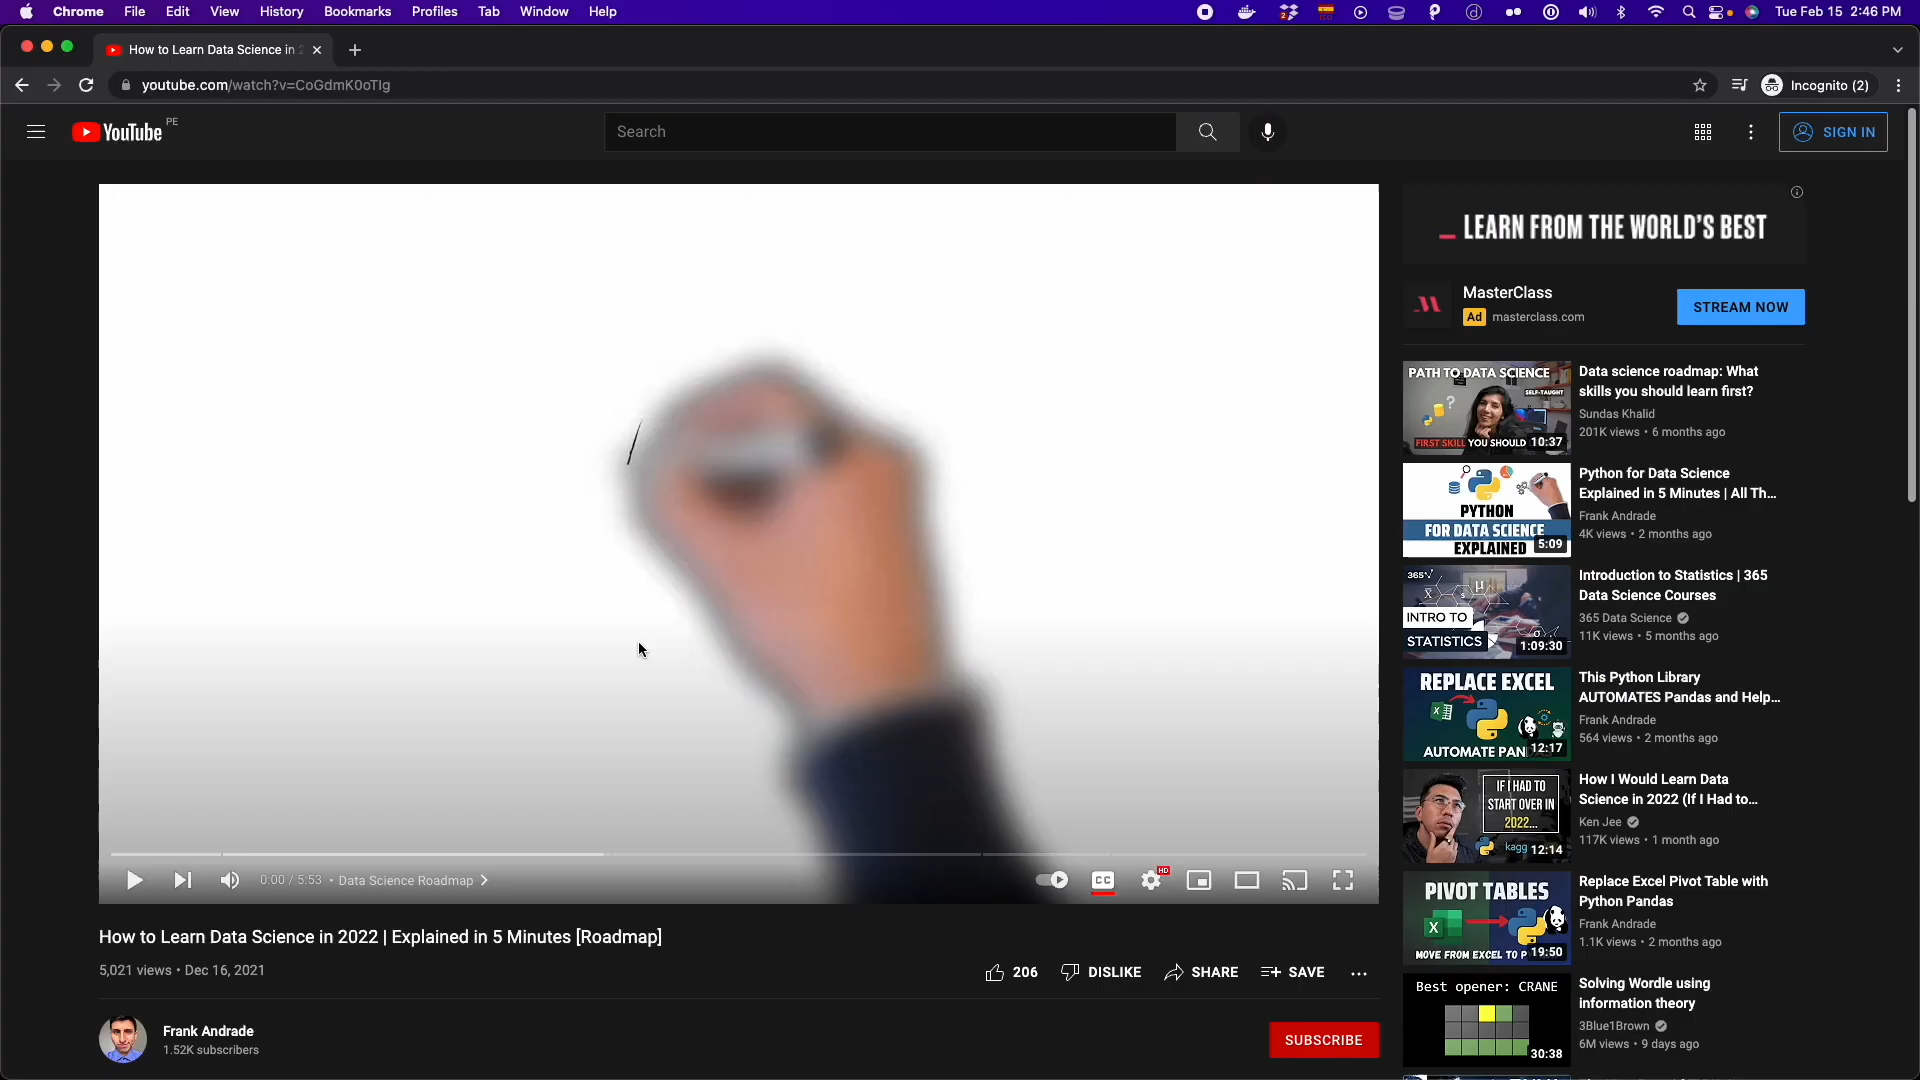 Chrome File Edit View History Bookmarks Profiles Tab Window Help Tue Feb 15 2:46 PM
How to Learn Data Science in 2
youtube.com/watch?v=CoGdmK0oTIg Incognito (2)
YouTube PE Search SIGN IN
0:00 / 5:53 • Data Science Roadmap
CC HD
How to Learn Data Science in 2022 | Explained in 5 Minutes [Roadmap]
5,021 views • Dec 16, 2021
206 DISLIKE SHARE SAVE
Frank Andrade
1.52K subscribers
SUBSCRIBE
LEARN FROM THE WORLD'S BEST
MasterClass
Ad masterclass.com
STREAM NOW
PATH TO DATA SCIENCE
SELF-TAUGHT
FIRST SKILL YOU SHOULD 10:37
Data science roadmap: What
skills you should learn first?
Sundas Khalid
201K views • 6 months ago
PYTHON
FOR DATA SCIENCE
EXPLAINED 5:09
Python for Data Science
Explained in 5 Minutes | All Th...
Frank Andrade
4K views • 2 months ago
365
INTRO TO
STATISTICS 1:09:30
Introduction to Statistics | 365
Data Science Courses
365 Data Science
11K views • 5 months ago
REPLACE EXCEL
AUTOMATE PAN 12:17
This Python Library
AUTOMATES Pandas and Help...
Frank Andrade
564 views • 2 months ago
IF I HAD TO
START OVER IN
2022...
kagg 12:14
How I Would Learn Data
Science in 2022 (If I Had to...
Ken Jee
117K views • 1 month ago
PIVOT TABLES
MOVE FROM EXCEL TO P 19:50
Replace Excel Pivot Table with
Python Pandas
Frank Andrade
1.1K views • 2 months ago
Best opener: CRANE
30:38
Solving Wordle using
information theory
3Blue1Brown
6M views • 9 days ago